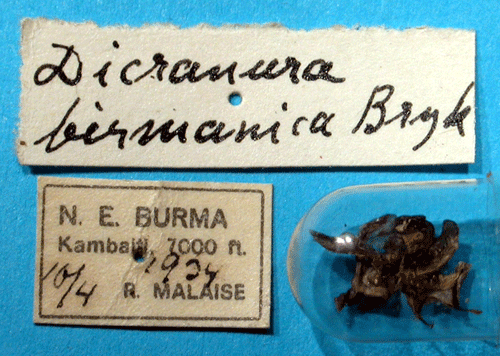 Dicranura
birmanica Bryk
N. E. BURMA
Kambaiti, 7000 ft.
10/4 1934
R. MALAISE